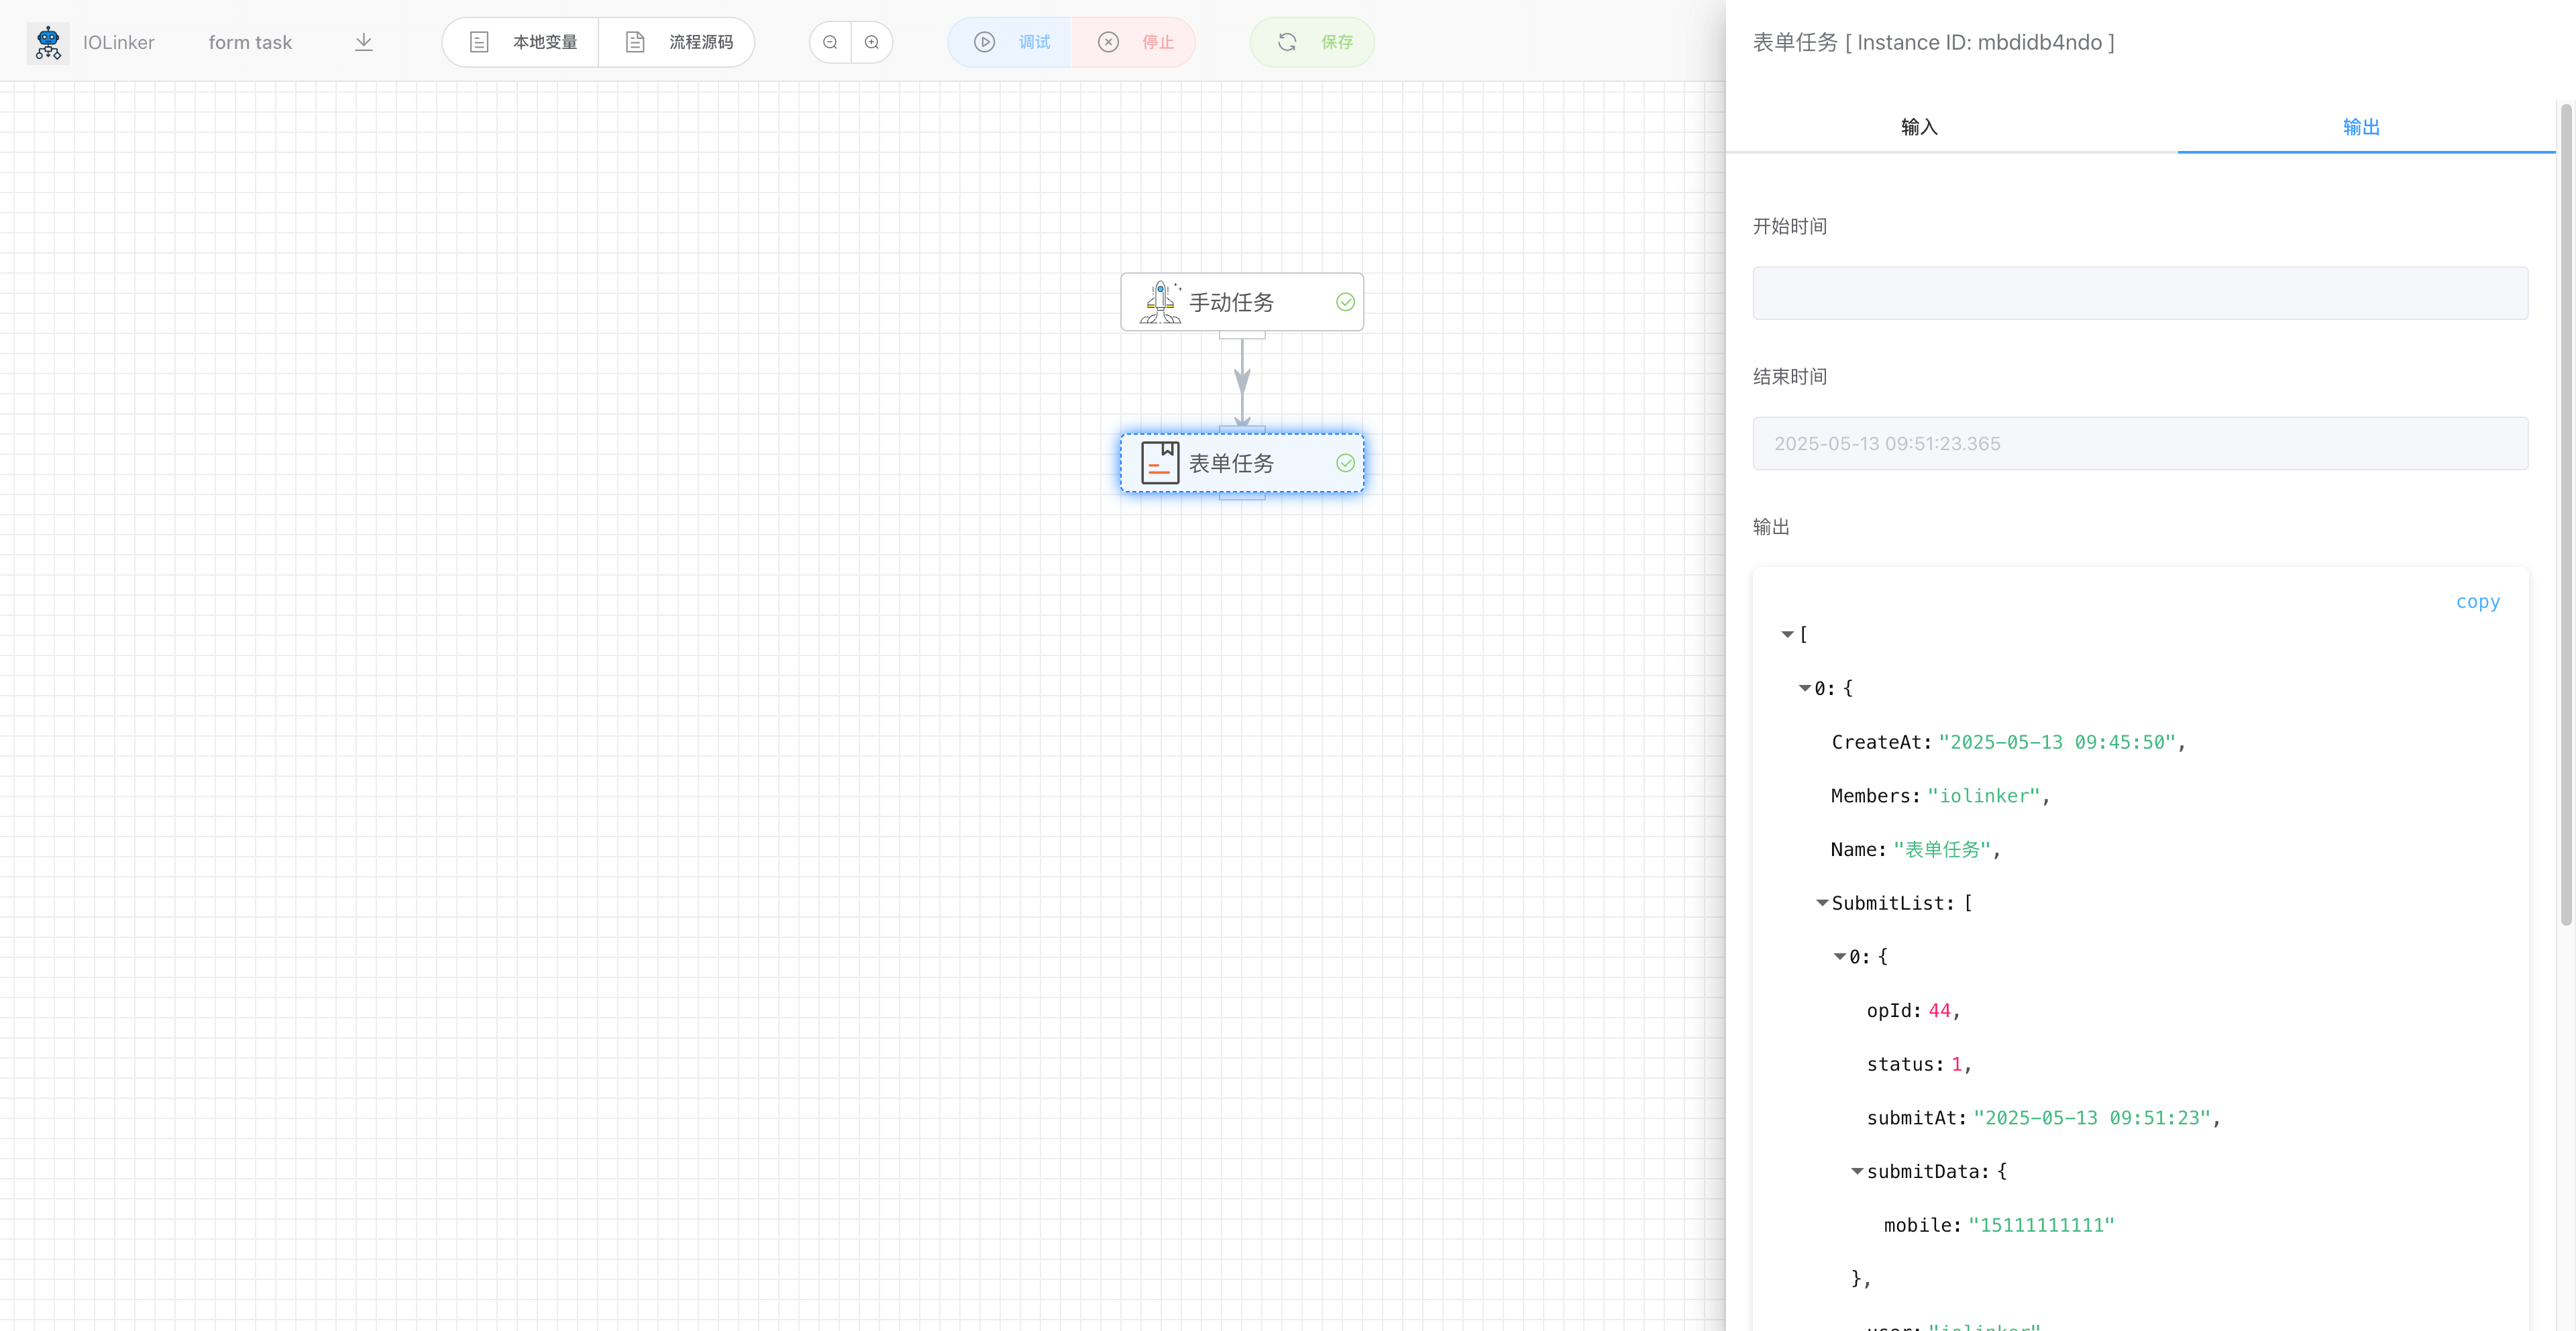 IOLinker form task 本地变量 流程源码 调试 停止 保存
手动任务
表单任务
表单任务 [ Instance ID: mbdidb4ndo ]
输入 输出
开始时间
结束时间
2025-05-13 09:51:23.365
输出
copy
[
0: {
CreateAt: "2025-05-13 09:45:50",
Members: "iolinker",
Name: "表单任务",
SubmitList: [
0: {
opId: 44,
status: 1,
submitAt: "2025-05-13 09:51:23",
submitData: {
mobile: "15111111111"
},
user: "iolinker"